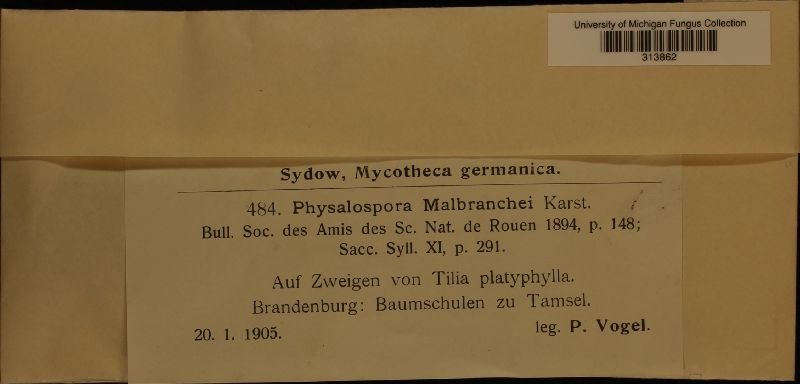 University of Michigan Fungus Collection
313862
Sydow, Mycotheca germanica.
484. Physalospora Malbranchei Karst.
Bull. Soc. des Amis des Sc. Nat. de Rouen 1894, p. 148;
Sacc. Syll. XI, p. 291.
Auf Zweigen von Tilia platyphylla.
Brandenburg: Baumschulen zu Tamsel.
20. 1. 1905. leg. P. Vogel.